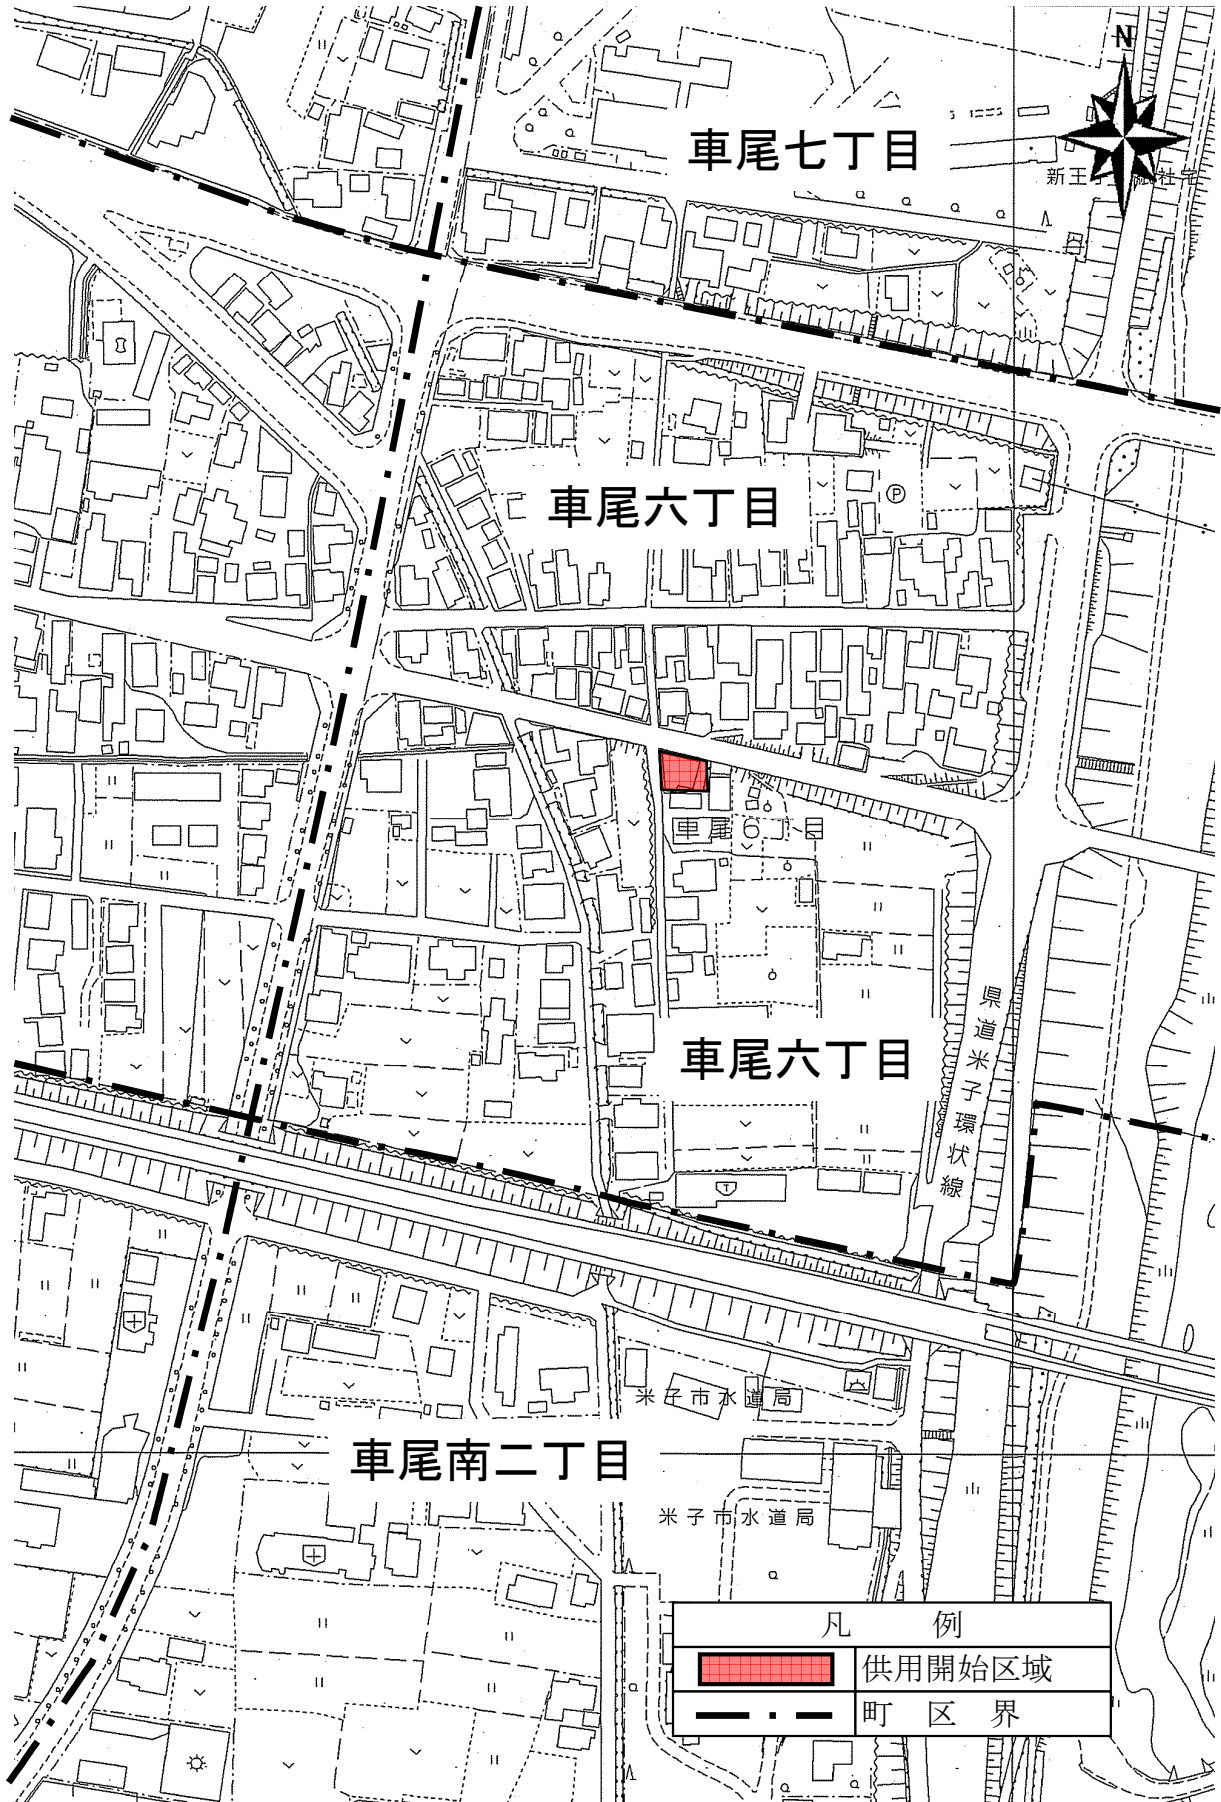 N
車尾七丁目
新王子
社宅
車尾六丁目
P
車尾6
県道米子環状線
車尾六丁目
T
米子市水道局
車尾南二丁目
米子市水道局
凡 例
供用開始区域
町 区 界